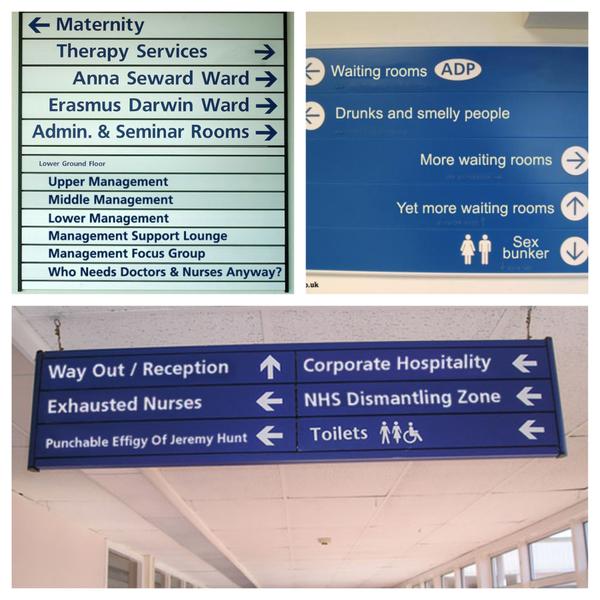 Maternity
Therapy Services
Anna Seward Ward
Erasmus Darwin Ward
Admin. & Seminar Rooms
Lower Ground Floor
Upper Management
Middle Management
Lower Management
Management Support Lounge
Management Focus Group
Who Needs Doctors & Nurses Anyway?
Waiting rooms ADP
Drunks and smelly people
More waiting rooms
Yet more waiting rooms
Sex
bunker
o.uk
Way Out / Reception
Exhausted Nurses
Punchable Effigy Of Jeremy Hunt
Corporate Hospitality
NHS Dismantling Zone
Toilets